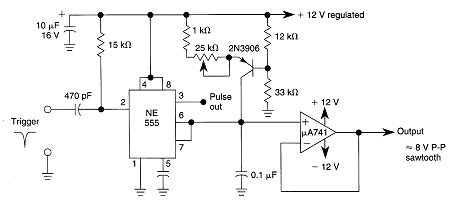 +
+ 12 V regulated
10 µF
16 V
15 kΩ
1 kΩ
25 kΩ
2N3906
12 kΩ
33 kΩ
4
8
470 pF
2
NE
555
3
Pulse
out
6
7
1
5
Trigger
0.1 µF
+ 12 V
+
µA741
−
− 12 V
Output
≈ 8 V P-P
sawtooth